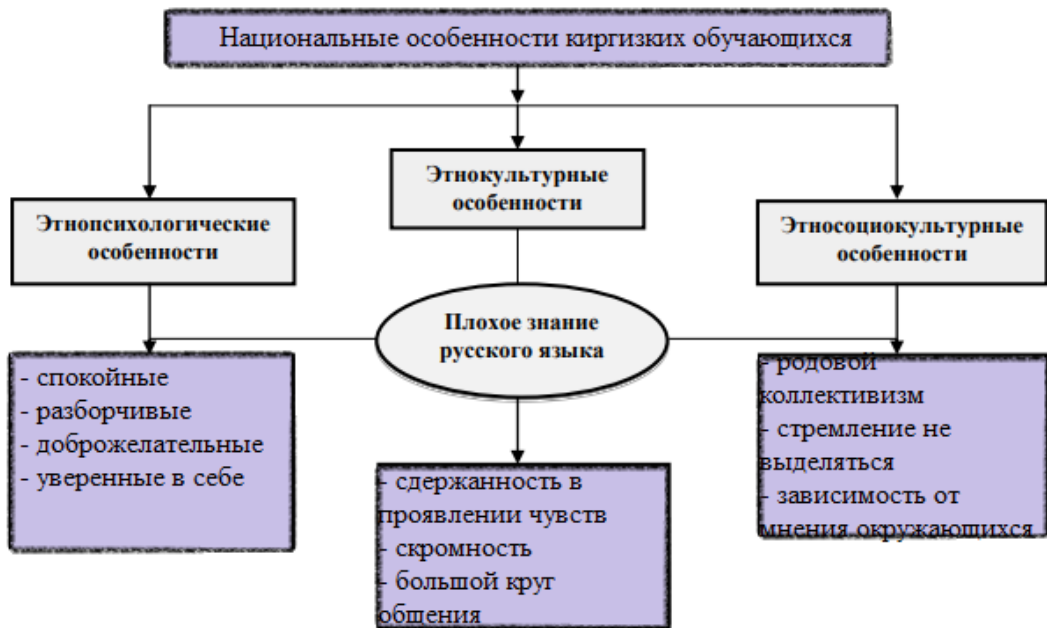 Национальные особенности киргизких обучающихся
Этнокультурные
особенности
Этнопсихологические
особенности
Этносоциокультурные
особенности
Плохое знание
русского языка
- спокойные
- разборчивые
- доброжелательные
- уверенные в себе
- сдержанность в
проявлении чувств
- скромность
- большой круг
общения
- родовой
коллективизм
- стремление не
выделяться
- зависимость от
мнения окружающихся